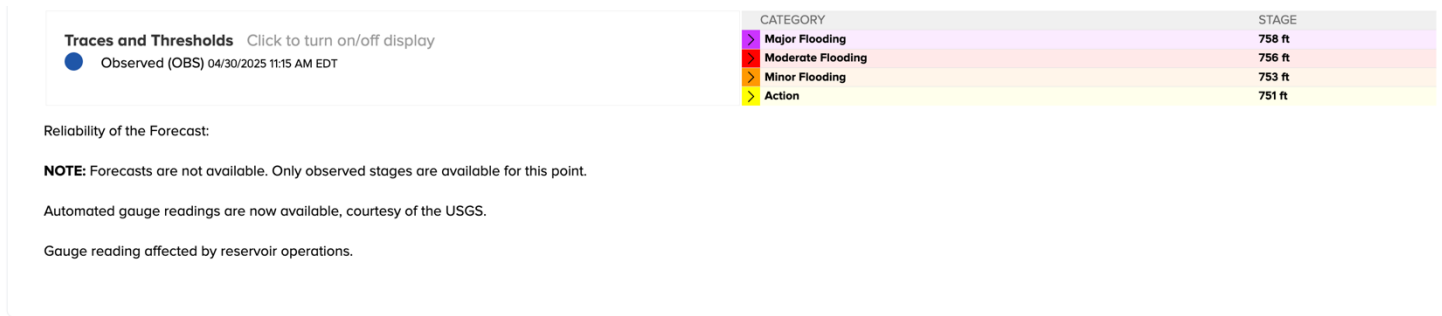 CATEGORY STAGE
Traces and Thresholds Click to turn on/off display
Major Flooding 758 ft
Observed (OBS) 04/30/2025 11:15 AM EDT
Moderate Flooding 756 ft
Minor Flooding 753 ft
Action 751 ft
Reliability of the Forecast:
NOTE: Forecasts are not available. Only observed stages are available for this point.
Automated gauge readings are now available, courtesy of the USGS.
Gauge reading affected by reservoir operations.